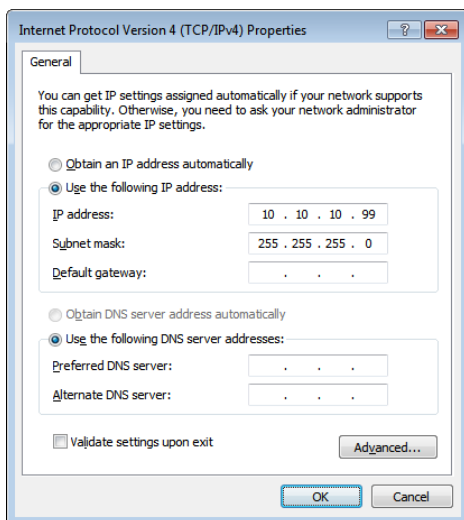 Internet Protocol Version 4 (TCP/IPv4) Properties
?
General
You can get IP settings assigned automatically if your network supports
this capability. Otherwise, you need to ask your network administrator
for the appropriate IP settings.
Obtain an IP address automatically
Use the following IP address:
IP address: 10 . 10 . 10 . 99
Subnet mask: 255 . 255 . 255 . 0
Default gateway: . . .
Obtain DNS server address automatically
Use the following DNS server addresses:
Preferred DNS server: . . .
Alternate DNS server: . . .
Validate settings upon exit
Advanced...
OK Cancel